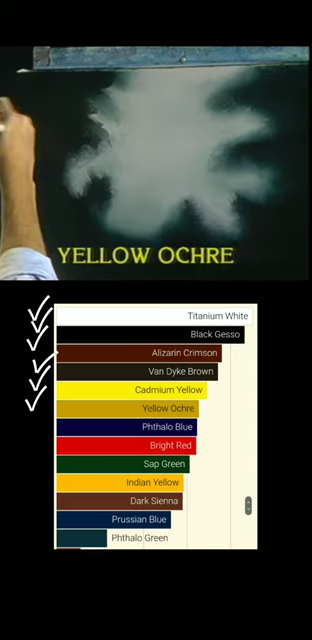 YELLOW OCHRE
Titanium White
Black Gesso
Alizarin Crimson
Van Dyke Brown
Cadmium Yellow
Yellow Ochre
Phthalo Blue
Bright Red
Sap Green
Indian Yellow
Dark Sienna
Prussian Blue
Phthalo Green